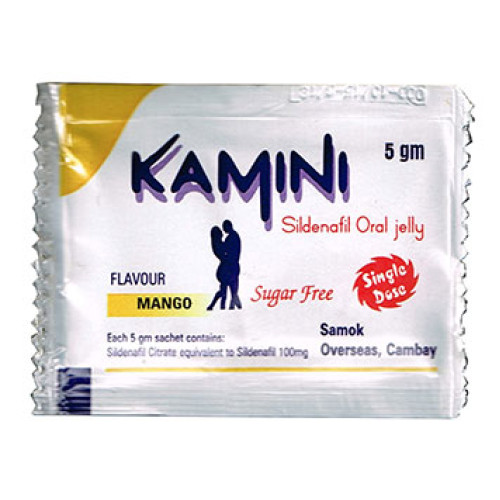 KAMINI
5 gm
Sildenafil Oral jelly
FLAVOUR
MANGO
Sugar Free
Single
Dose
Each 5 gm sachet contains:
Sildenafil Citrate equivalent to Sildenafil 100mg
Samok
Overseas, Cambay